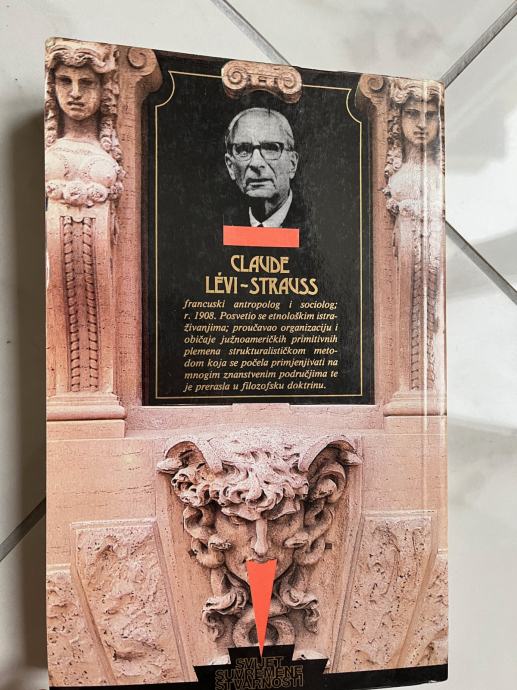 CLAUDE
LÉVI-STRAUSS
francuski antropolog i sociolog;
r. 1908. Posvetio se etnološkim istra-
živanjima; proučavao organizaciju i
običaje južnoameričkih primitivnih
plemena strukturalističkom meto-
dom koja se počela primjenjivati na
mnogim znanstvenim područjima te
je prerasla u filozofsku doktrinu.
SVIJET
SUVREMENE
STVARNOSTI